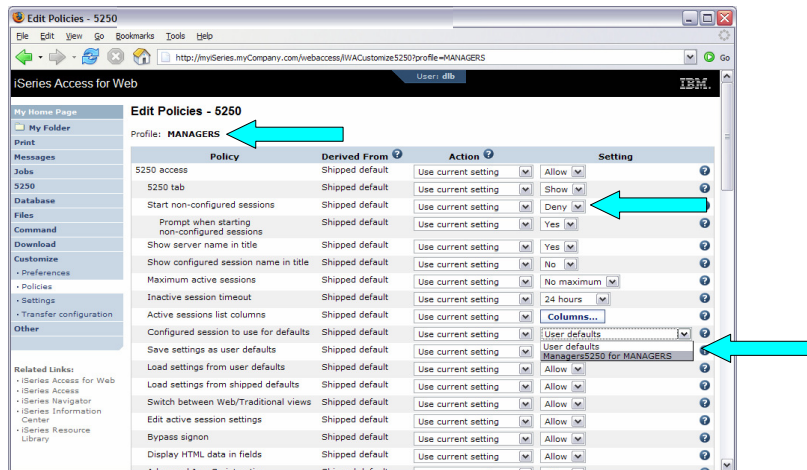 Edit Policies - 5250
File Edit View Go Bookmarks Tools Help
http://myiSeries.myCompany.com/webaccess/iWACustomize5250?profile=MANAGERS
Go
iSeries Access for Web
User: dlb
IBM.
My Home Page
My Folder
Print
Messages
Jobs
5250
Database
Files
Command
Download
Customize
• Preferences
• Policies
• Settings
• Transfer configuration
Other
Related Links:
• iSeries Access for Web
• iSeries Access
• iSeries Navigator
• iSeries Information
Center
• iSeries Resource
Library
Edit Policies - 5250
Profile: MANAGERS
Policy Derived From ? Action ? Setting
5250 access Shipped default Use current setting Allow ?
5250 tab Shipped default Use current setting Show ?
Start non-configured sessions Shipped default Use current setting Deny ?
Prompt when starting
non-configured sessions Shipped default Use current setting Yes ?
Show server name in title Shipped default Use current setting Yes ?
Show configured session name in title Shipped default Use current setting No ?
Maximum active sessions Shipped default Use current setting No maximum ?
Inactive session timeout Shipped default Use current setting 24 hours ?
Active sessions list columns Shipped default Use current setting Columns... ?
Configured session to use for defaults Shipped default Use current setting User defaults ?
User defaults
Managers5250 for MANAGERS
Save settings as user defaults Shipped default Use current setting ?
Load settings from user defaults Shipped default Use current setting Allow ?
Load settings from shipped defaults Shipped default Use current setting Allow ?
Switch between Web/Traditional views Shipped default Use current setting Allow ?
Edit active session settings Shipped default Use current setting Allow ?
Bypass signon Shipped default Use current setting Allow ?
Display HTML data in fields Shipped default Use current setting Allow ?